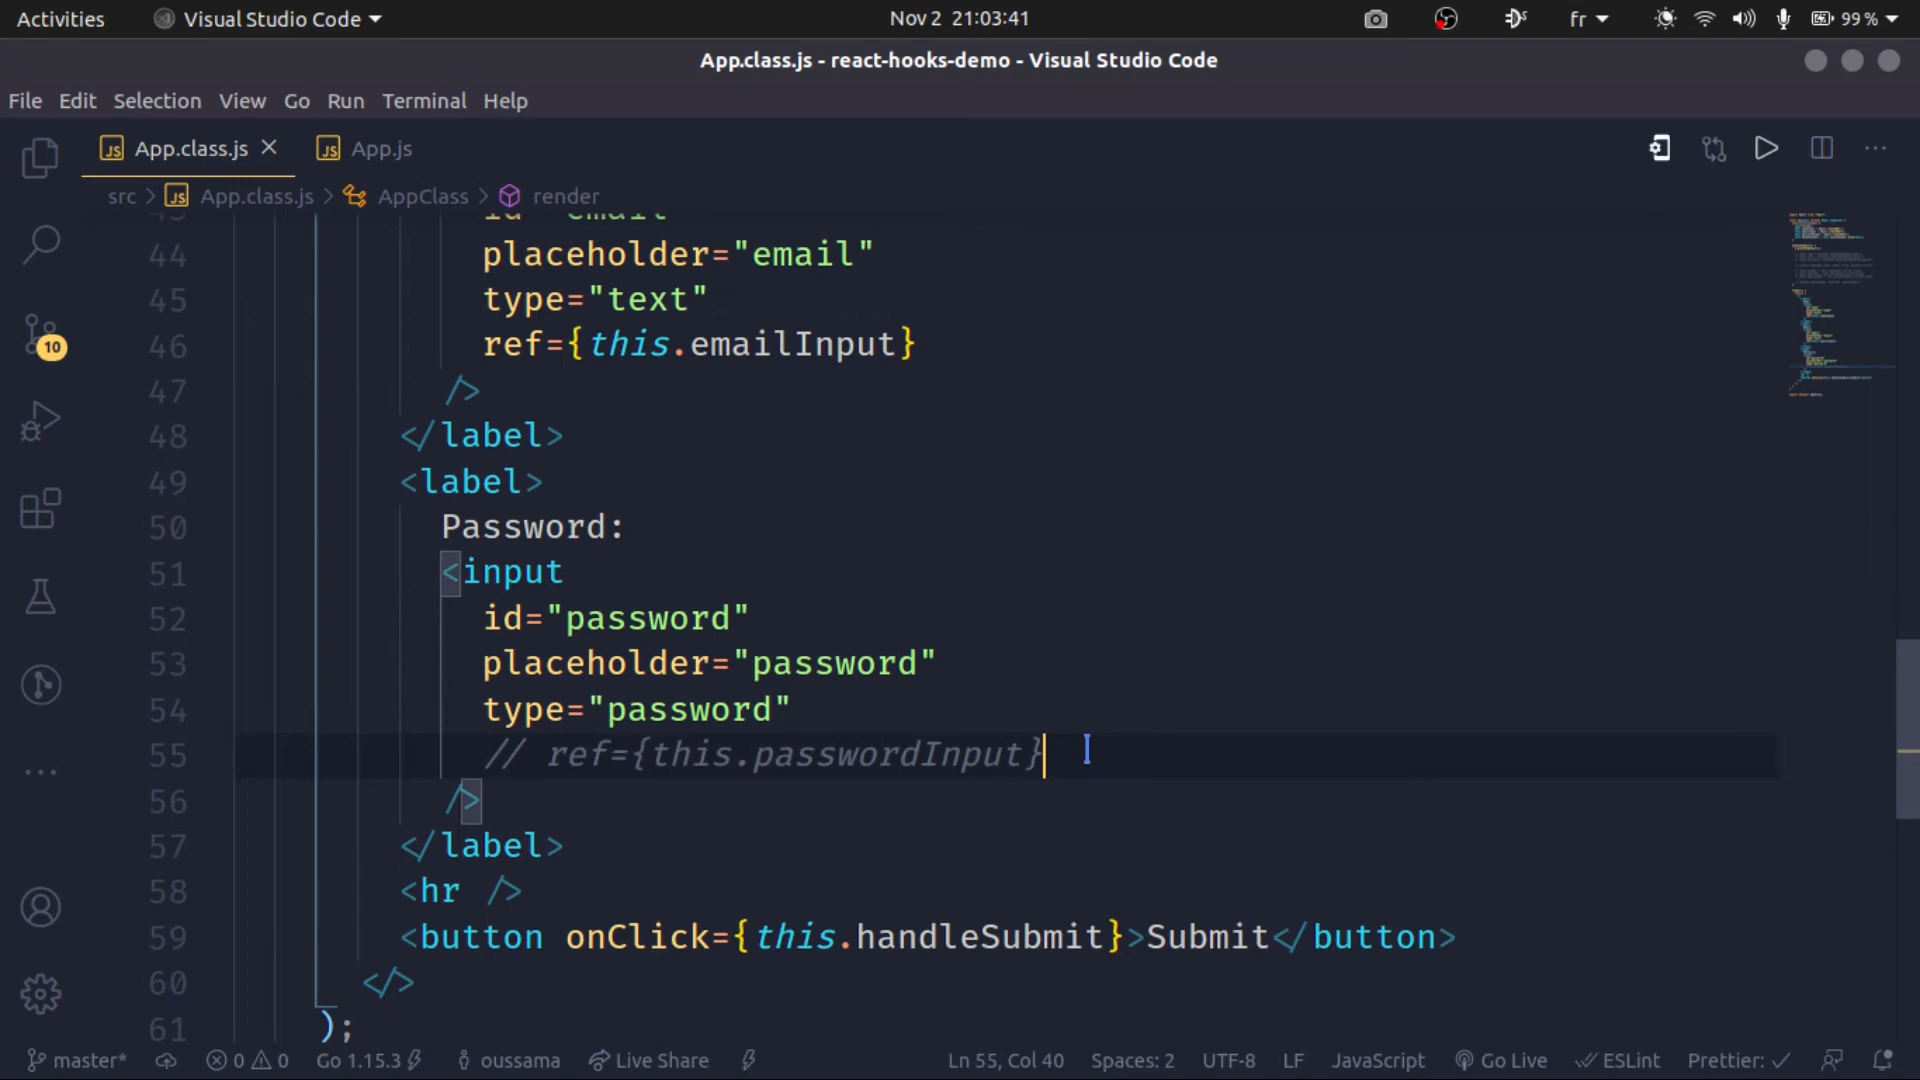 Activities Visual Studio Code Nov 2 21:03:41 fr 99 %
App.class.js - react-hooks-demo - Visual Studio Code
File Edit Selection View Go Run Terminal Help
JS App.class.js JS App.js
src > JS App.class.js > AppClass > render
44 placeholder="email"
45 type="text"
46 ref={this.emailInput}
47 />
48 </label>
49 <label>
50 Password:
51 <input
52 id="password"
53 placeholder="password"
54 type="password"
55 // ref={this.passwordInput}
56 />
57 </label>
58 <hr />
59 <button onClick={this.handleSubmit}>Submit</button>
60 </>
61 );
10
master* 0 0 Go 1.15.3 oussama Live Share Ln 55, Col 40 Spaces: 2 UTF-8 LF JavaScript Go Live ESLint Prettier: ✓